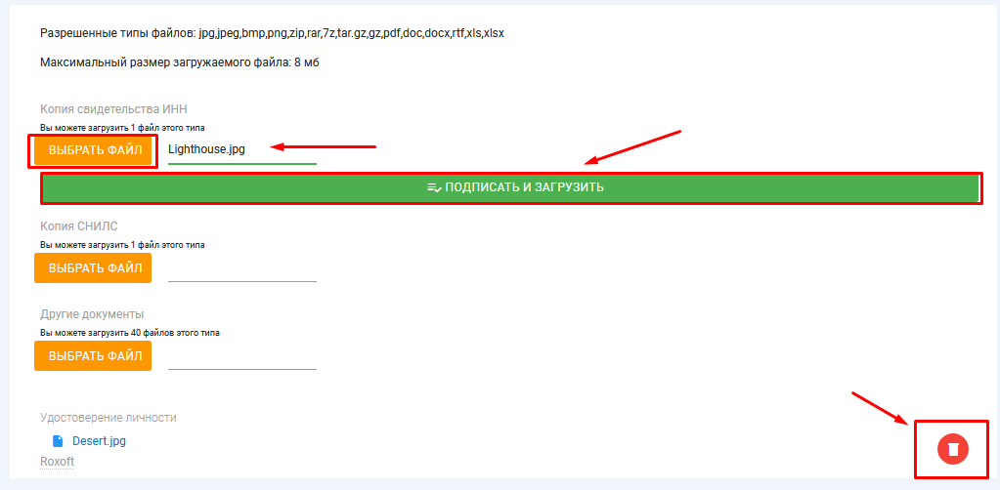 Разрешенные типы файлов: jpg,jpeg,bmp,png,zip,rar,7z,tar.gz,gz,pdf,doc,docx,rtf,xls,xlsx
Максимальный размер загружаемого файла: 8 мб
Копия свидетельства ИНН
Вы можете загрузить 1 файл этого типа
ВЫБРАТЬ ФАЙЛ Lighthouse.jpg
ПОДПИСАТЬ И ЗАГРУЗИТЬ
Копия СНИЛС
Вы можете загрузить 1 файл этого типа
ВЫБРАТЬ ФАЙЛ
Другие документы
Вы можете загрузить 40 файлов этого типа
ВЫБРАТЬ ФАЙЛ
Удостоверение личности
Desert.jpg
Roxoft